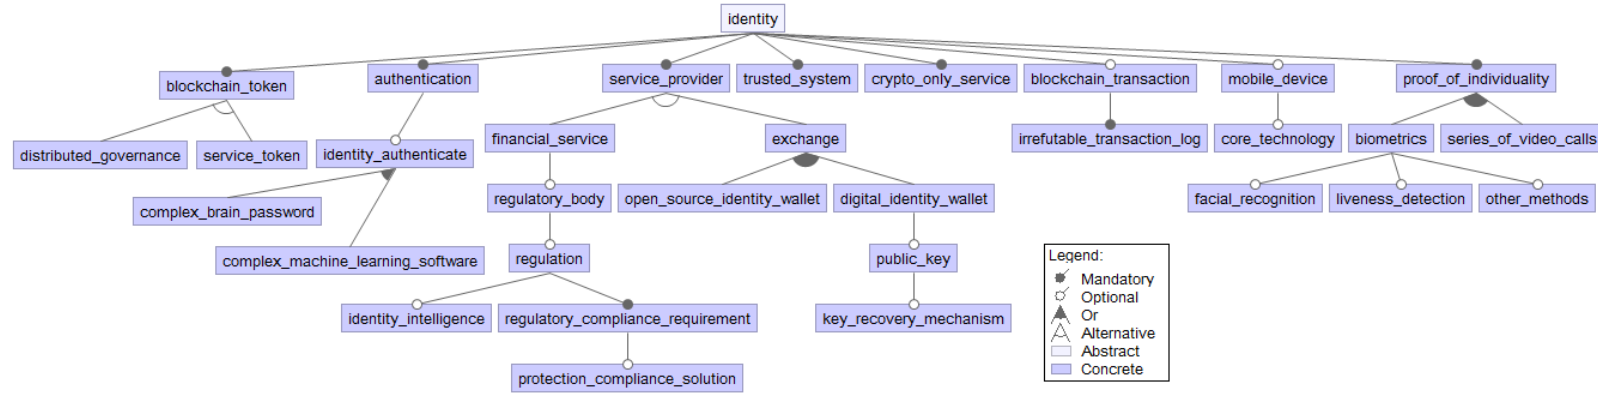 identity
blockchain_token
authentication
service_provider
trusted_system
crypto_only_service
blockchain_transaction
mobile_device
proof_of_individuality
distributed_governance
service_token
identity_authenticate
financial_service
exchange
irrefutable_transaction_log
core_technology
biometrics
series_of_video_calls
complex_brain_password
regulatory_body
open_source_identity_wallet
digital_identity_wallet
facial_recognition
liveness_detection
other_methods
complex_machine_learning_software
regulation
public_key
identity_intelligence
regulatory_compliance_requirement
key_recovery_mechanism
protection_compliance_solution
Legend:
Mandatory
Optional
Or
Alternative
Abstract
Concrete